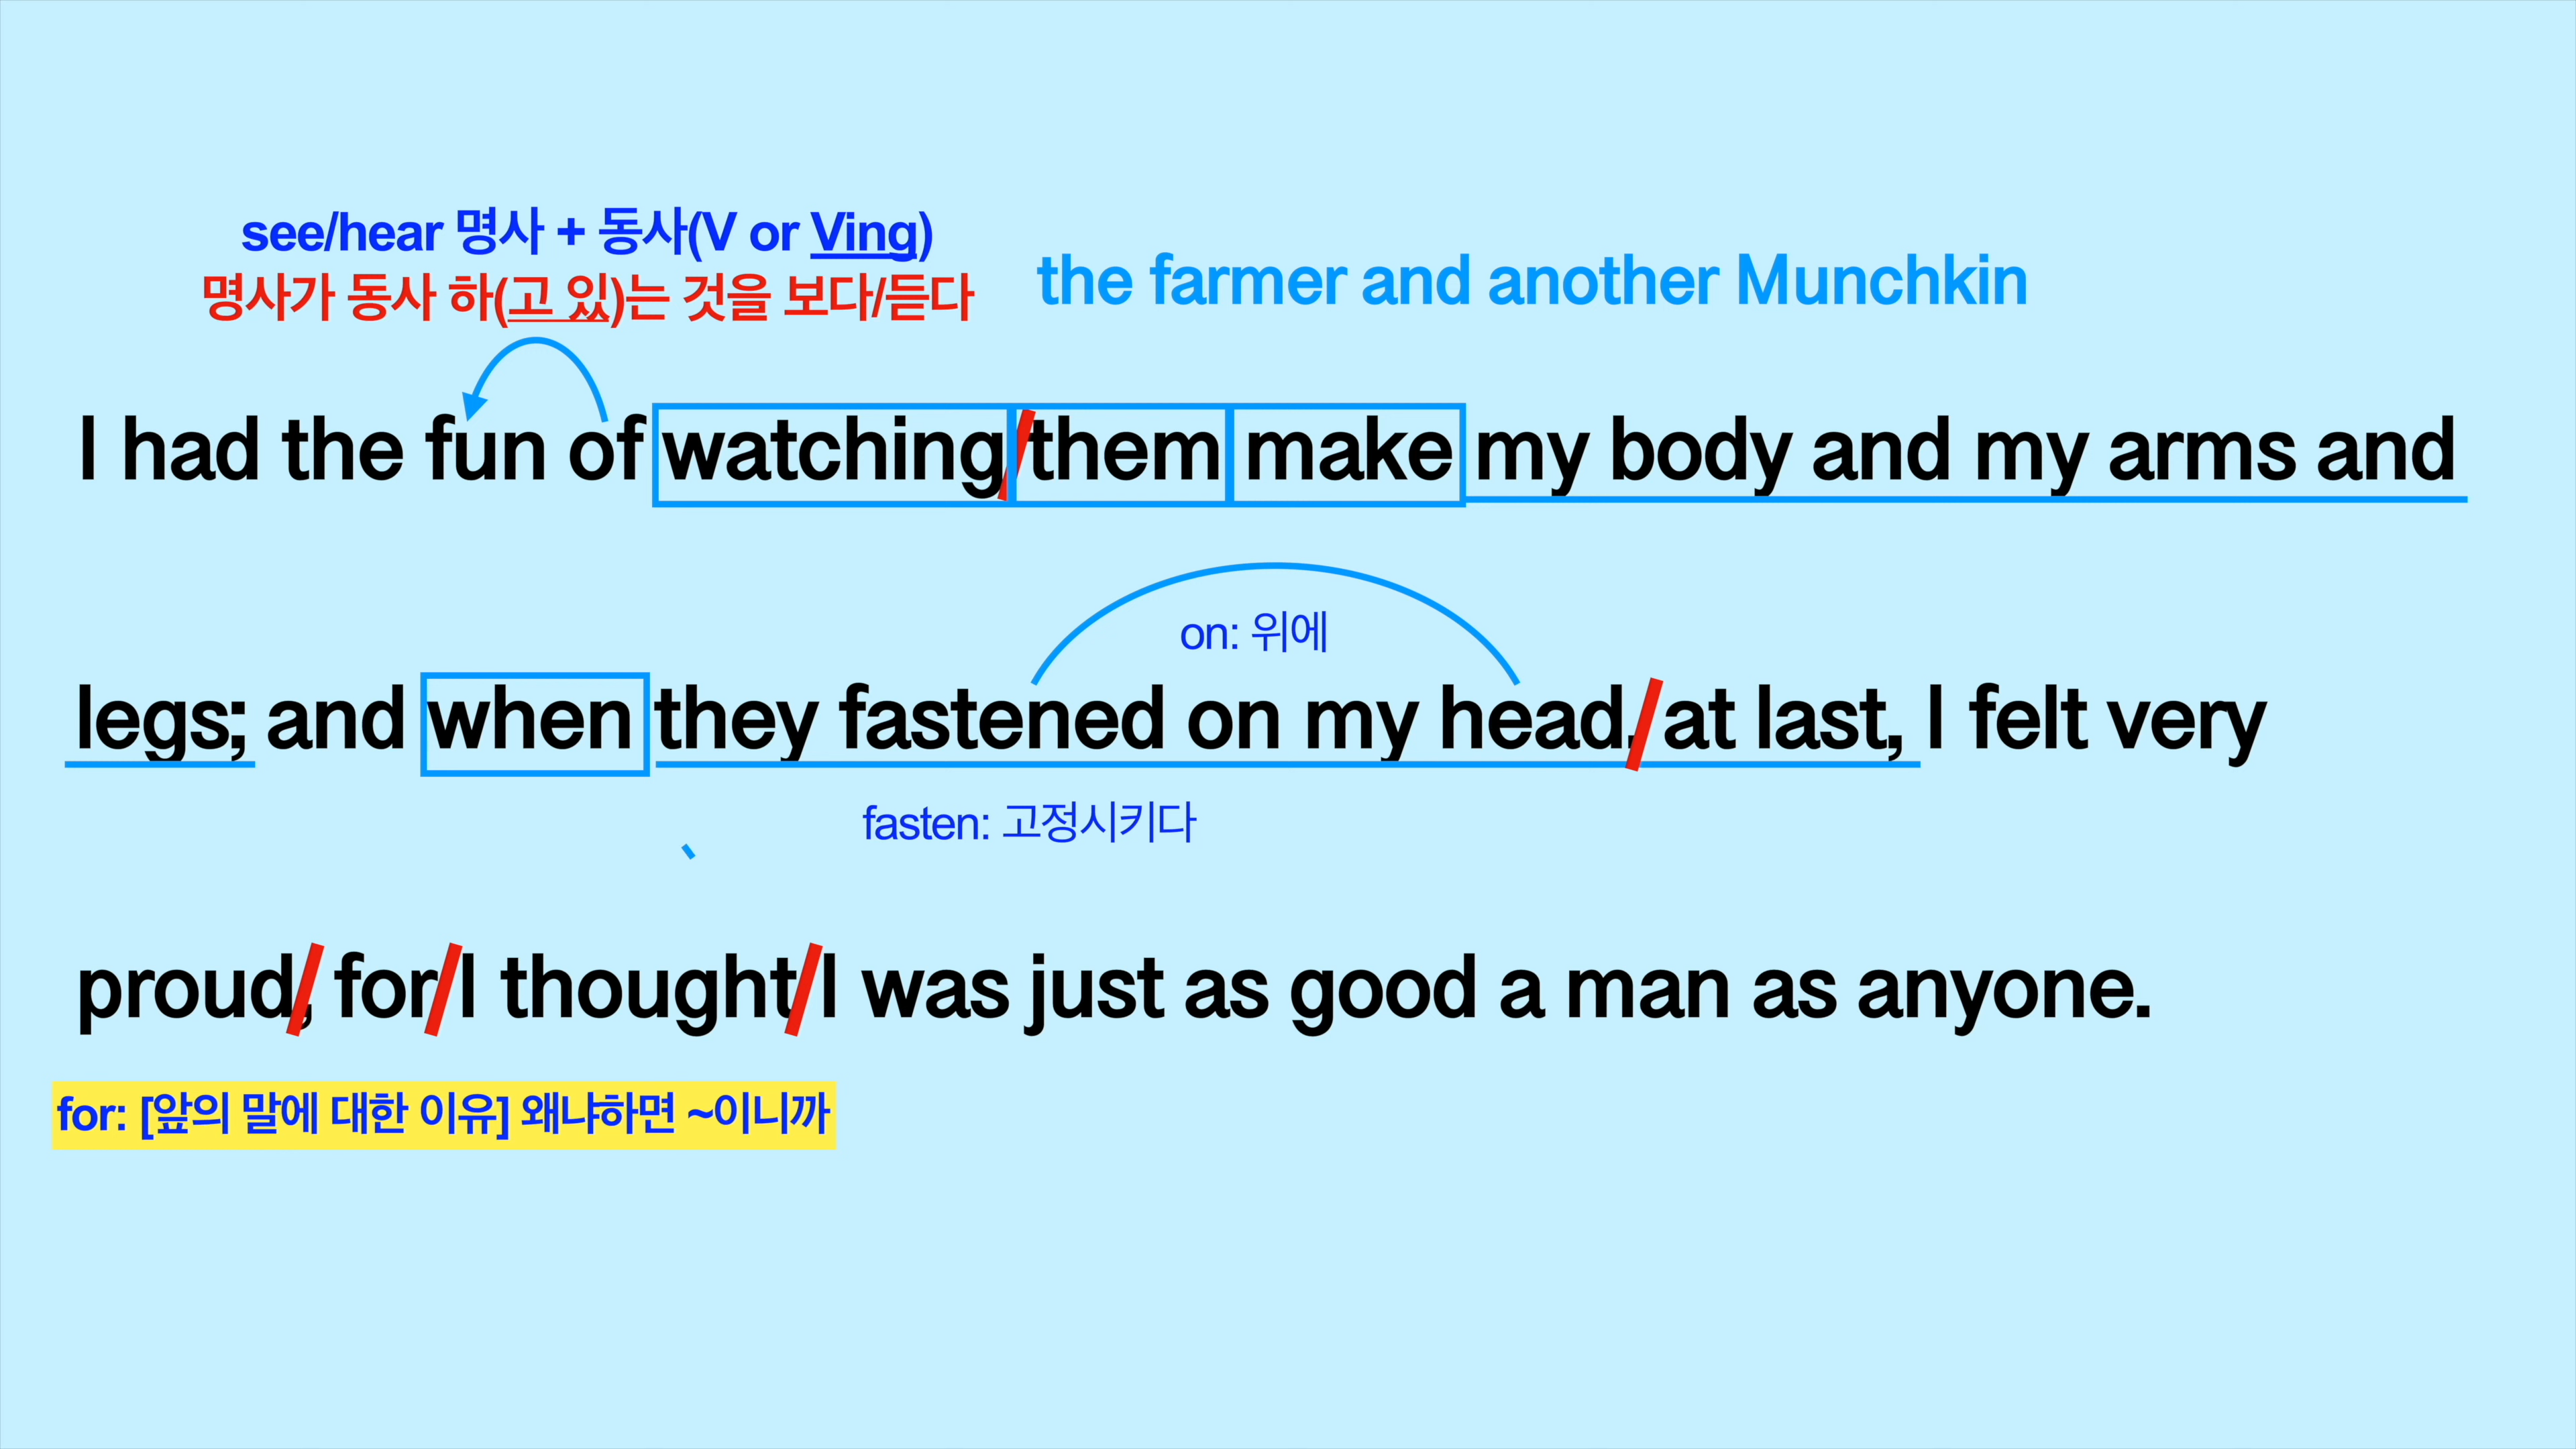 see/hear 명사 + 동사(V or Ving)
명사가 동사 하(고 있)는 것을 보다/듣다
the farmer and another Munchkin
I had the fun of watching them make my body and my arms and
on: 위에
legs; and when they fastened on my head, at last, I felt very
fasten: 고정시키다
proud, for I thought I was just as good a man as anyone.
for: [앞의 말에 대한 이유] 왜냐하면 ~이니까